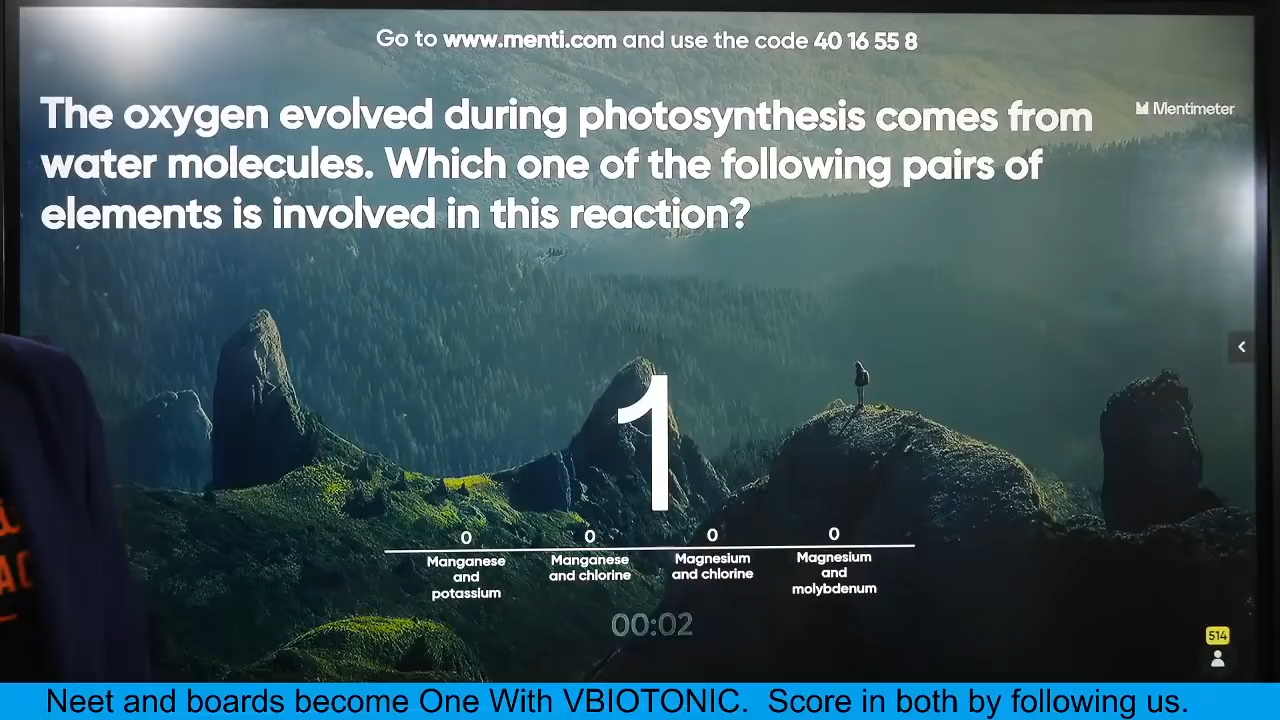 Go to www.menti.com and use the code 40 16 55 8
Mentimeter
The oxygen evolved during photosynthesis comes from
water molecules. Which one of the following pairs of
elements is involved in this reaction?
1
0
0
0
0
Manganese
and
potassium
Manganese
and chlorine
Magnesium
and chlorine
Magnesium
and
molybdenum
00:02
514
Neet and boards become One With VBIOTONIC. Score in both by following us.